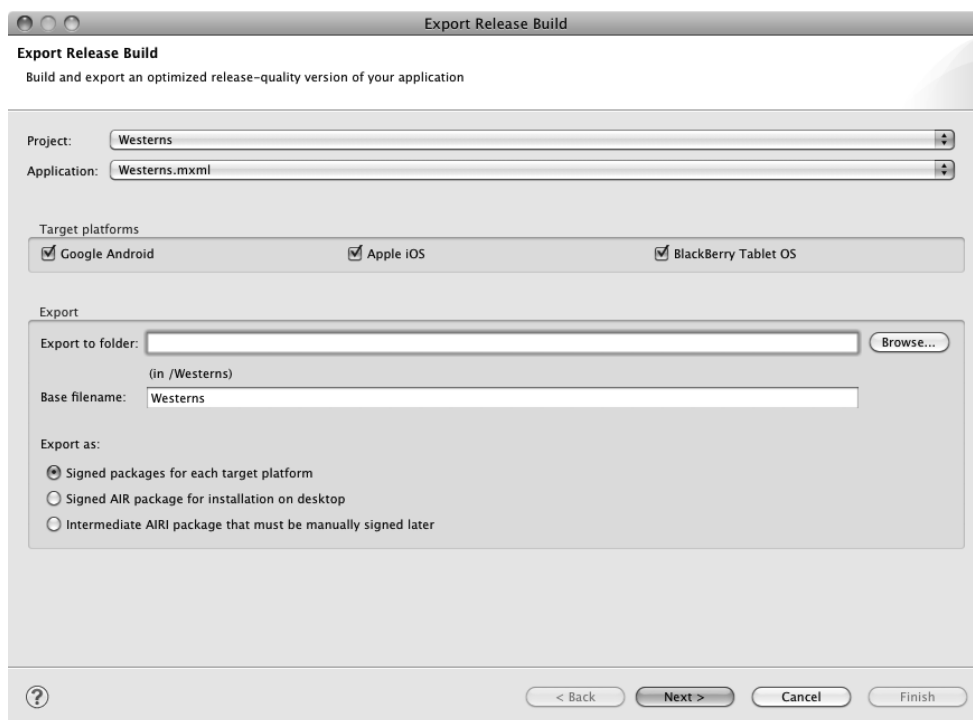 Export Release Build
Export Release Build
Build and export an optimized release-quality version of your application
Project: Westerns
Application: Westerns.mxml
Target platforms
Google Android Apple iOS BlackBerry Tablet OS
Export
Export to folder: Browse...
(in /Westerns)
Base filename: Westerns
Export as:
Signed packages for each target platform
Signed AIR package for installation on desktop
Intermediate AIRI package that must be manually signed later
? < Back Next > Cancel Finish